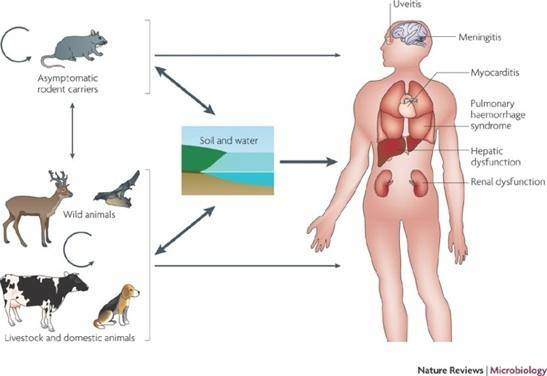 Uveitis
Meningitis
Myocarditis
Asymptomatic
rodent carriers
Pulmonary
haemorrhage
syndrome
Soil and water
Hepatic
dysfunction
Renal dysfunction
Wild animals
Livestock and domestic animals
Nature Reviews | Microbiology